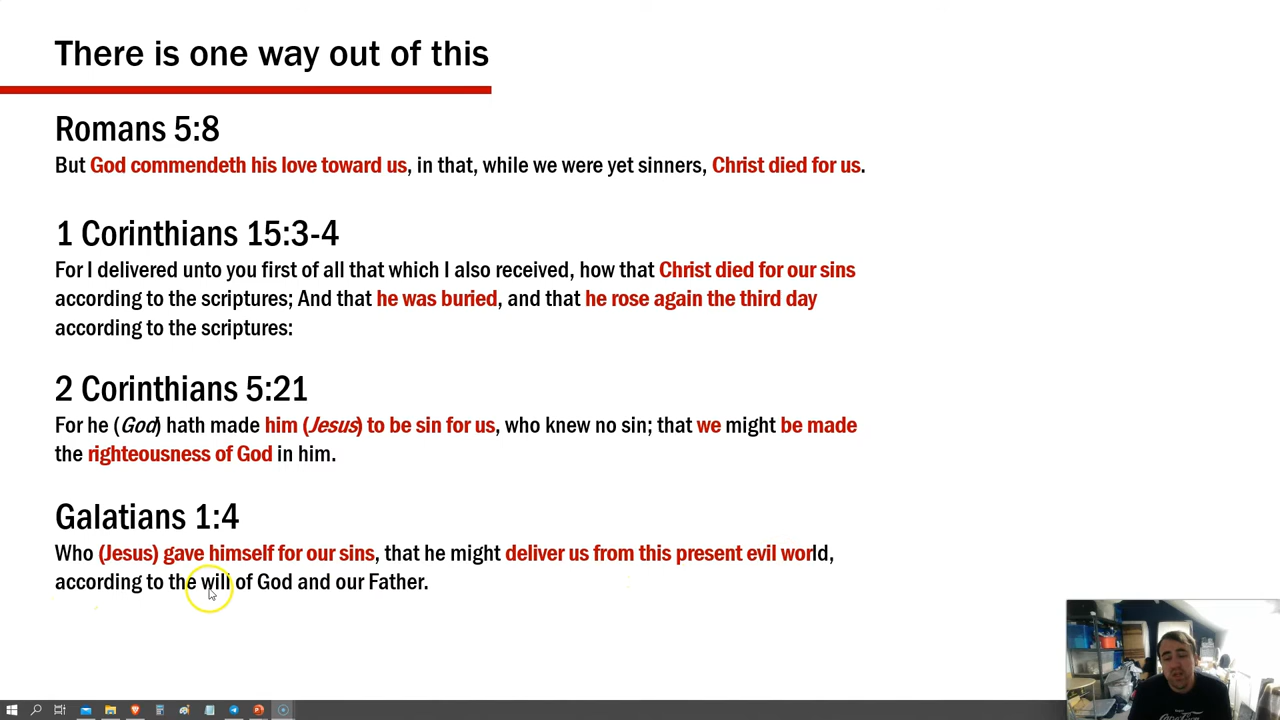 There is one way out of this
Romans 5:8
But God commendeth his love toward us, in that, while we were yet sinners, Christ died for us.
1 Corinthians 15:3-4
For I delivered unto you first of all that which I also received, how that Christ died for our sins
according to the scriptures; And that he was buried, and that he rose again the third day
according to the scriptures:
2 Corinthians 5:21
For he (God) hath made him (Jesus) to be sin for us, who knew no sin; that we might be made
the righteousness of God in him.
Galatians 1:4
Who (Jesus) gave himself for our sins, that he might deliver us from this present evil world,
according to the will of God and our Father.